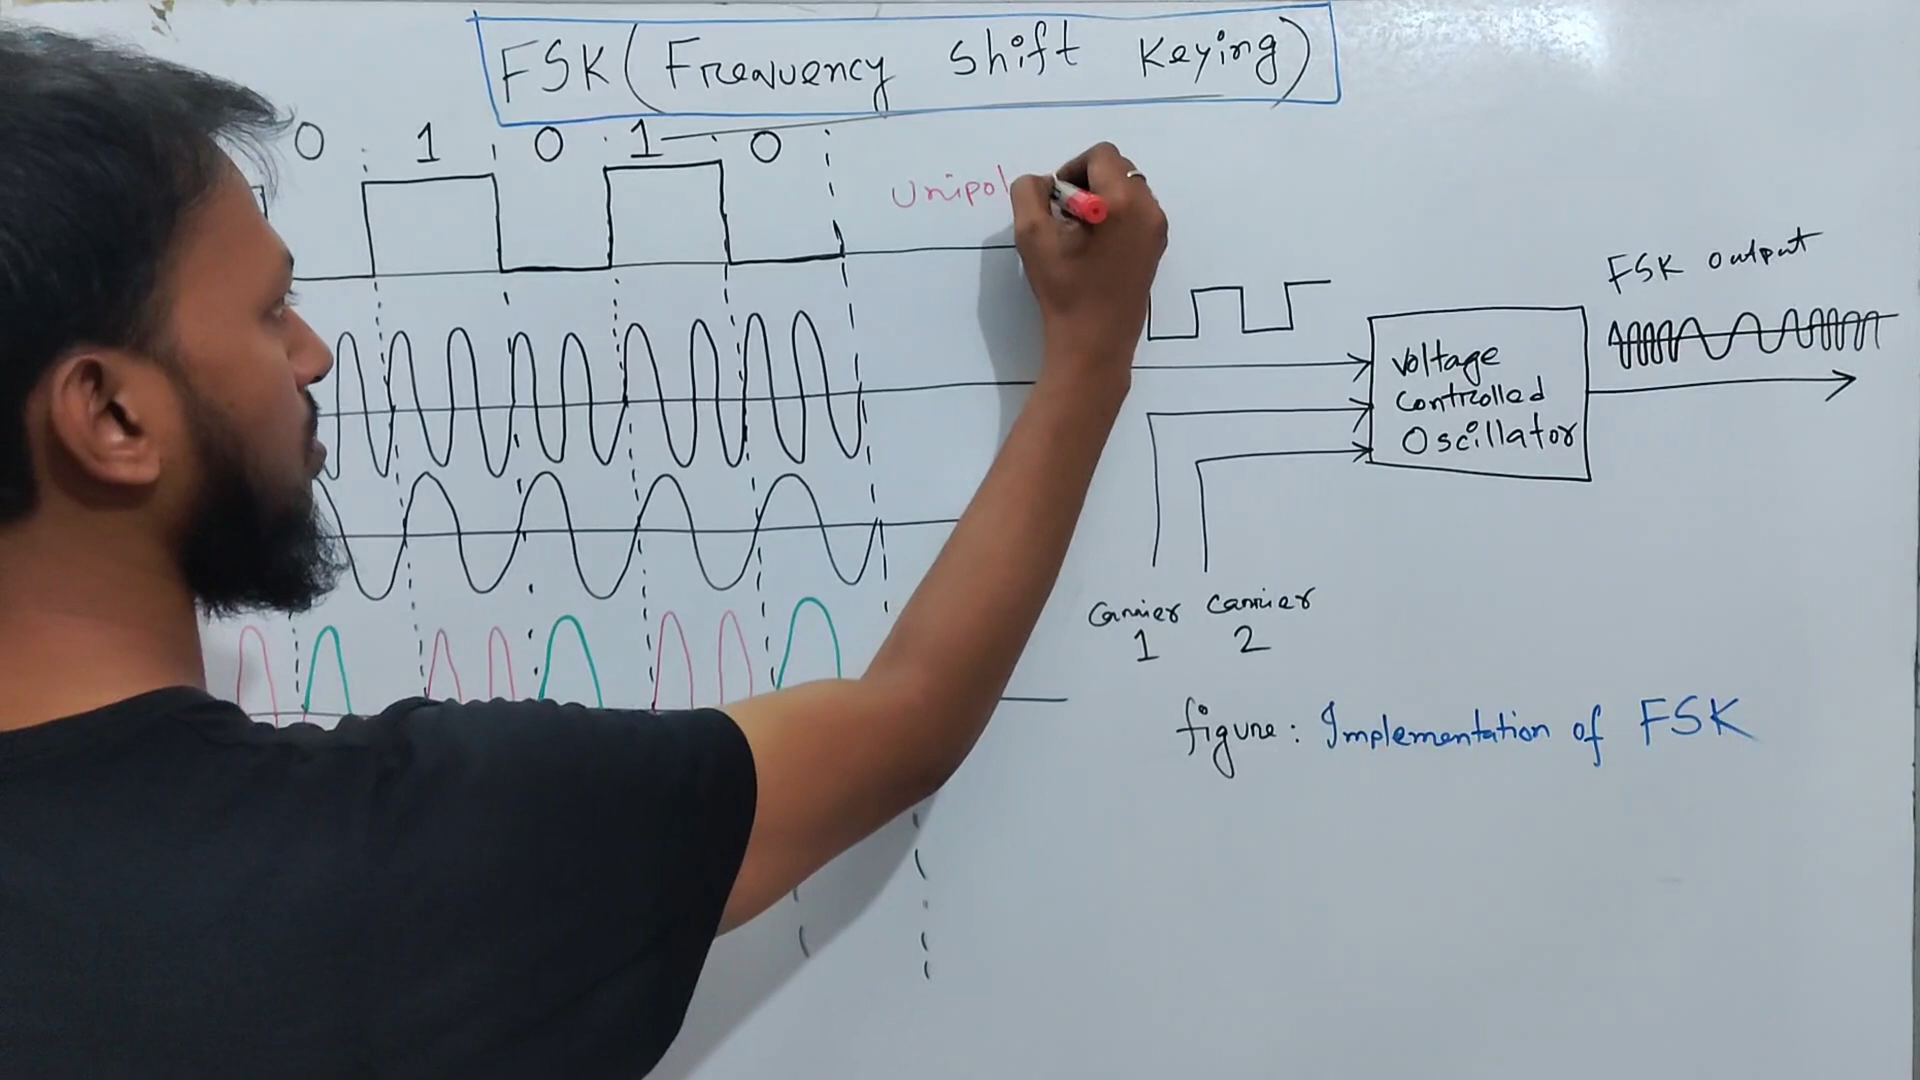 FSK (Frequency Shift Keying)
0 1 0 1 0
Unipol
FSK output
Voltage
Controlled
Oscillator
Carrier Carrier
1 2
figure: Implementation of FSK